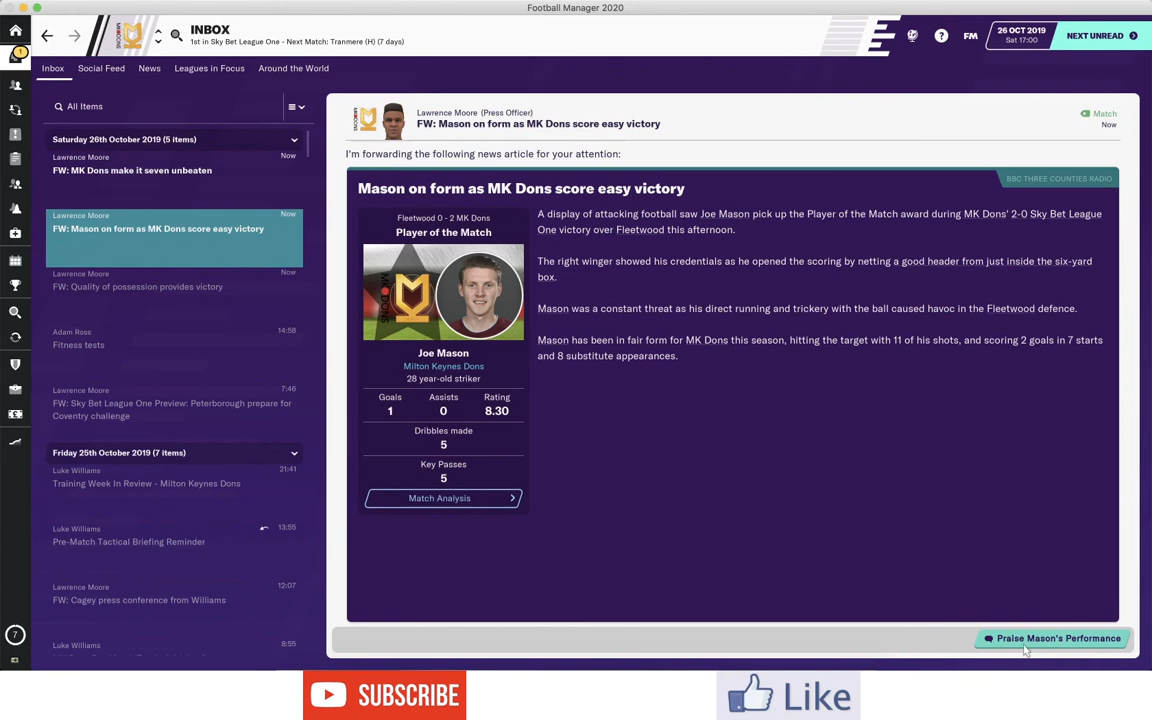 Football Manager 2020
INBOX
1st in Sky Bet League One - Next Match: Tranmere (H) (7 days)
FM
26 OCT 2019
Sat 17:00
NEXT UNREAD
1
Inbox
Social Feed
News
Leagues in Focus
Around the World
All Items
Saturday 26th October 2019 (5 items)
Lawrence Moore
Now
FW: MK Dons make it seven unbeaten
Lawrence Moore
Now
FW: Mason on form as MK Dons score easy victory
Lawrence Moore
Now
FW: Quality of possession provides victory
Adam Ross
14:58
Fitness tests
Lawrence Moore
7:46
FW: Sky Bet League One Preview: Peterborough prepare for
Coventry challenge
Friday 25th October 2019 (7 items)
Luke Williams
21:41
Training Week In Review - Milton Keynes Dons
Luke Williams
13:55
Pre-Match Tactical Briefing Reminder
Lawrence Moore
12:07
FW: Cagey press conference from Williams
Luke Williams
8:55
7
Lawrence Moore (Press Officer)
FW: Mason on form as MK Dons score easy victory
Match
Now
I'm forwarding the following news article for your attention:
BBC THREE COUNTIES RADIO
Mason on form as MK Dons score easy victory
Fleetwood 0 - 2 MK Dons
Player of the Match
Joe Mason
Milton Keynes Dons
28 year-old striker
Goals Assists Rating
1 0 8.30
Dribbles made
5
Key Passes
5
Match Analysis
A display of attacking football saw Joe Mason pick up the Player of the Match award during MK Dons' 2-0 Sky Bet League
One victory over Fleetwood this afternoon.
The right winger showed his credentials as he opened the scoring by netting a good header from just inside the six-yard
box.
Mason was a constant threat as his direct running and trickery with the ball caused havoc in the Fleetwood defence.
Mason has been in fair form for MK Dons this season, hitting the target with 11 of his shots, and scoring 2 goals in 7 starts
and 8 substitute appearances.
Praise Mason's Performance
SUBSCRIBE
Like